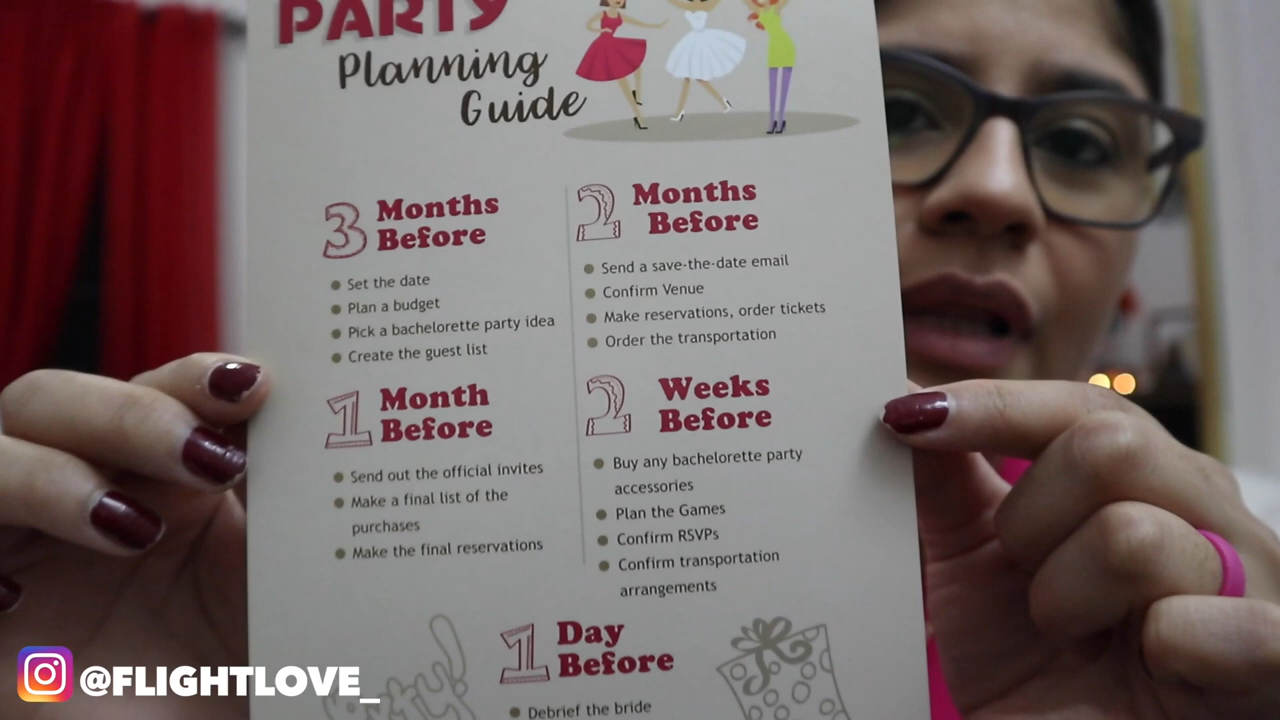 PARTY
Planning
Guide
3 Months
Before
Set the date
Plan a budget
Pick a bachelorette party idea
Create the guest list
2 Months
Before
Send a save-the-date email
Confirm Venue
Make reservations, order tickets
Order the transportation
1 Month
Before
Send out the official invites
Make a final list of the
purchases
Make the final reservations
2 Weeks
Before
Buy any bachelorette party
accessories
Plan the Games
Confirm RSVPs
Confirm transportation
arrangements
1 Day
Before
Debrief the bride
party!
@FLIGHTLOVE_